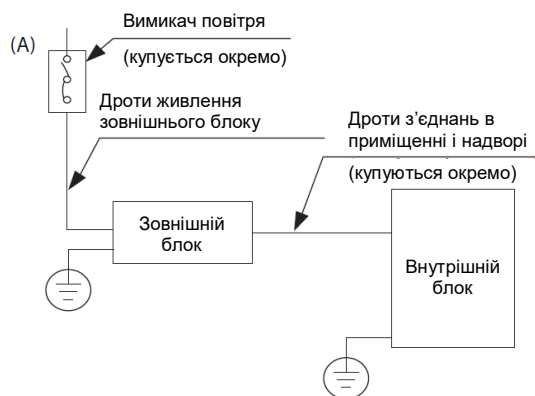 (A)
Вимикач повітря
(купується окремо)
Дроти живлення
зовнішнього блоку
Дроти з’єднань в
приміщенні і надворі
(купуються окремо)
Зовнішній
блок
Внутрішній
блок